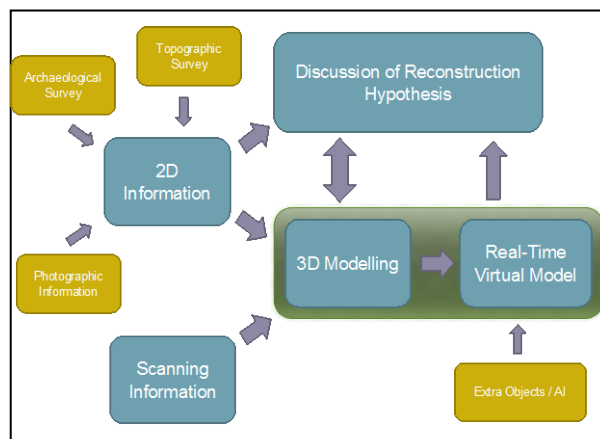 Topographic
Survey
Archaeological
Survey
Discussion of Reconstruction
Hypothesis
2D
Information
Photographic
Information
3D Modelling
Real-Time
Virtual Model
Scanning
Information
Extra Objects / AI